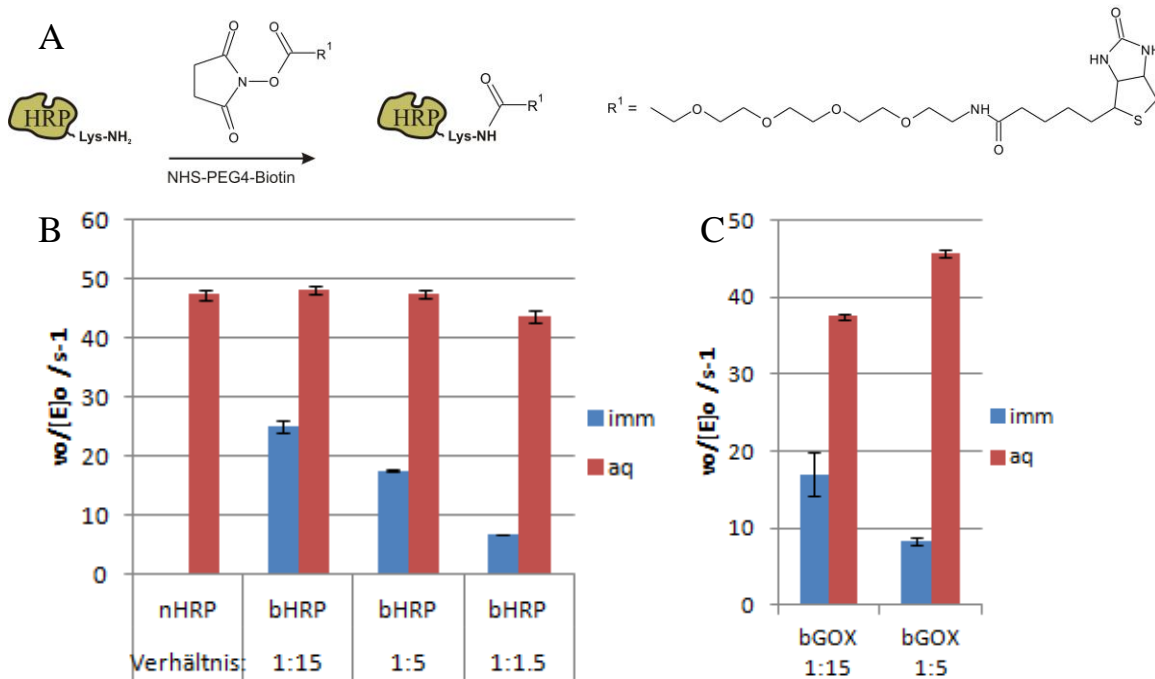 A
HRP
Lys-NH2
O
O
N
O
O
R1
NHS-PEG4-Biotin
HRP
Lys-NH
O
R1
R1 =
O
O
O
O
NH
O
O
HN
NH
S
B
60
50
40
30
20
10
0
vo/[E]o /s-1
imm
aq
nHRP bHRP bHRP bHRP
Verhältnis: 1:15 1:5 1:1.5
C
50
40
30
20
10
0
vo/[E]o /s-1
imm
aq
bGOX bGOX
1:15 1:5